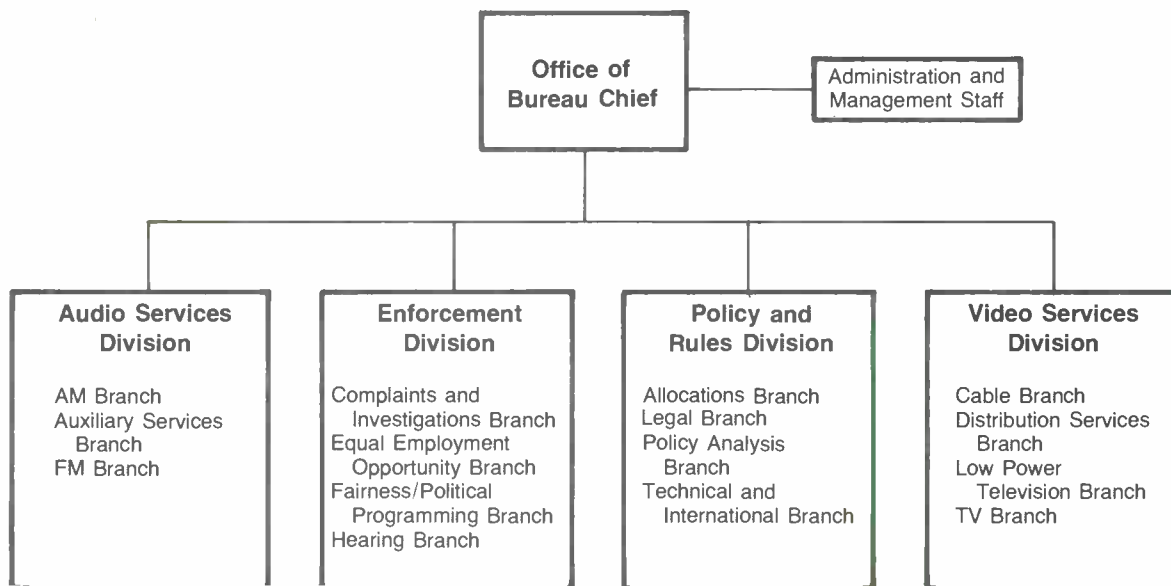 Office of
Bureau Chief
Administration and
Management Staff
Audio Services
Division
AM Branch
Auxiliary Services
Branch
FM Branch
Enforcement
Division
Complaints and
Investigations Branch
Equal Employment
Opportunity Branch
Fairness/Political
Programming Branch
Hearing Branch
Policy and
Rules Division
Allocations Branch
Legal Branch
Policy Analysis
Branch
Technical and
International Branch
Video Services
Division
Cable Branch
Distribution Services
Branch
Low Power
Television Branch
TV Branch